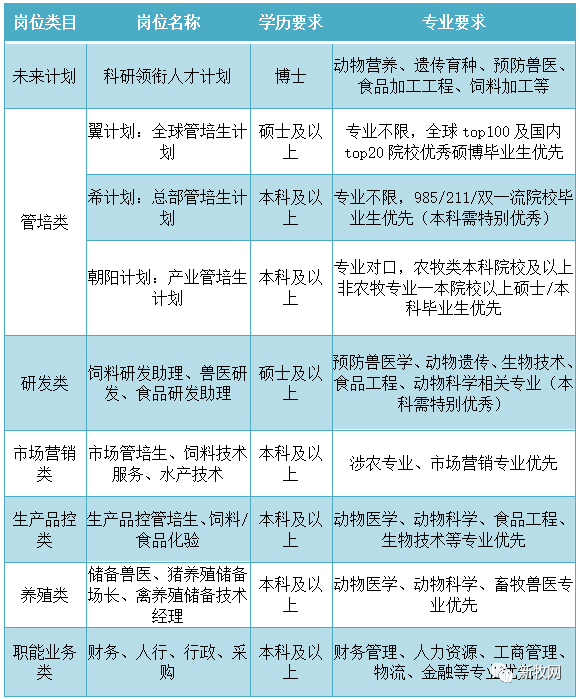 岗位类目 岗位名称 学历要求 专业要求
未来计划 科研领衔人才计划 博士 动物营养、遗传育种、预防兽医、
食品加工工程、饲料加工等
管培类
翼计划：全球管培生计
划
硕士及以
上
专业不限，全球 top100 及国内
top20 院校优秀硕博毕业生优先
希计划：总部管培生计
划
本科及以
上
专业不限，985/211/双一流院校毕
业生优先（本科需特别优秀）
朝阳计划：产业管培生
计划
本科及以
上
专业对口，农牧类本科院校及以上
非农牧专业一本院校以上硕士/本
科毕业生优先
研发类
饲料研发助理、兽医研
发、食品研发助理
硕士及以
上
预防兽医学、动物遗传、生物技术、
食品工程、动物科学相关专业（本
科需特别优秀）
市场营销
类
市场管培生、饲料技术
服务、水产技术
本科及以
上
涉农专业、市场营销专业优先
生产品控
类
生产品控管培生、饲料/
食品化验
本科及以
上
动物医学、动物科学、食品工程、
生物技术等专业优先
养殖类
储备兽医、猪养殖储备
场长、禽养殖储备技术
经理
本科及以
上
动物医学、动物科学、畜牧兽医专
业优先
职能业务
类
财务、人行、行政、采
购
本科及以
上
财务管理、人力资源、工商管理、
物流、金融等专业优先
新牧网